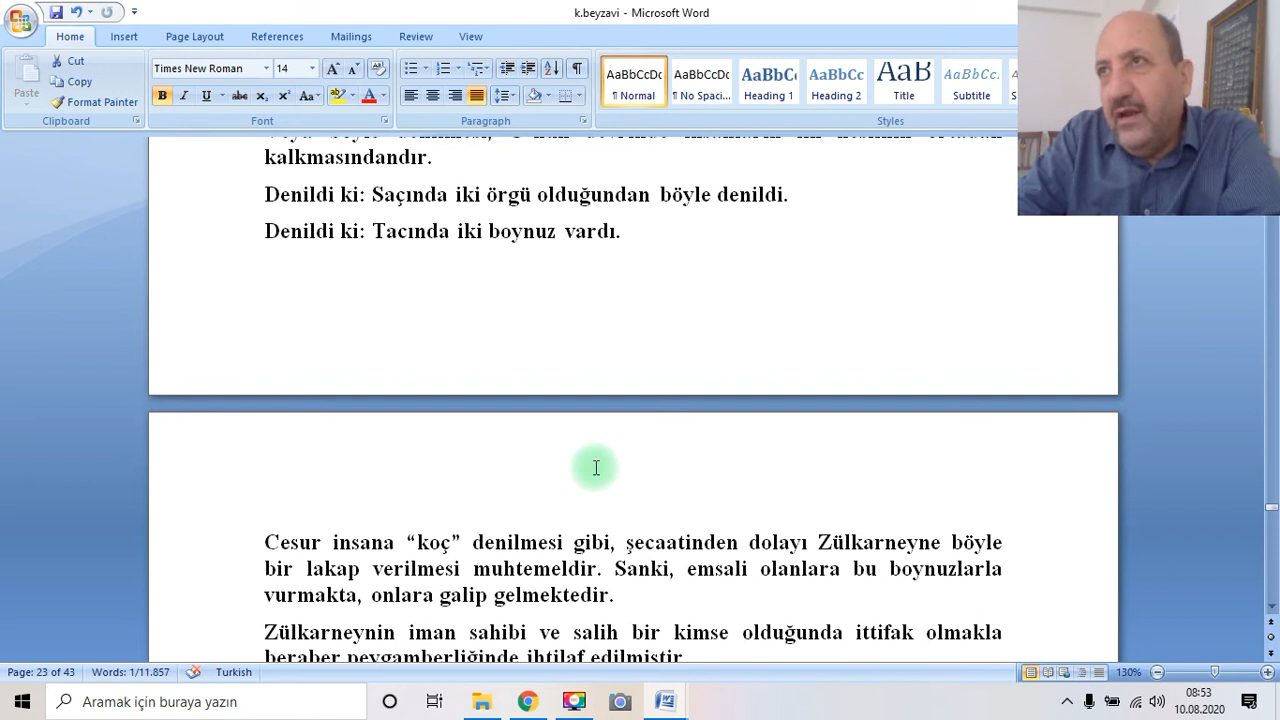 k.beyzavi - Microsoft Word
Home Insert Page Layout References Mailings Review View
Paste
Cut
Copy
Format Painter
Clipboard
Times New Roman 14
Font
Paragraph
AaBbCcDc AaBbCcDc AaBbCc AaBbCc AaB AaBbCc.
¶ Normal ¶ No Spaci... Heading 1 Heading 2 Title Subtitle
Styles
kalkmasındandır.
Denildi ki: Saçında iki örgü olduğundan böyle denildi.
Denildi ki: Tacında iki boynuz vardı.
Cesur insana “koç” denilmesi gibi, şecaatinden dolayı Zülkarneyne böyle
bir lakap verilmesi muhtemeldir. Sanki, emsali olanlara bu boynuzlarla
vurmakta, onlara galip gelmektedir.
Zülkarneynin iman sahibi ve salih bir kimse olduğunda ittifak olmakla
beraber peygamberliğinde ihtilaf edilmiştir.
Page: 23 of 43 Words: 1/11.857 Turkish 130%
Aramak için buraya yazın
08:53
10.08.2020